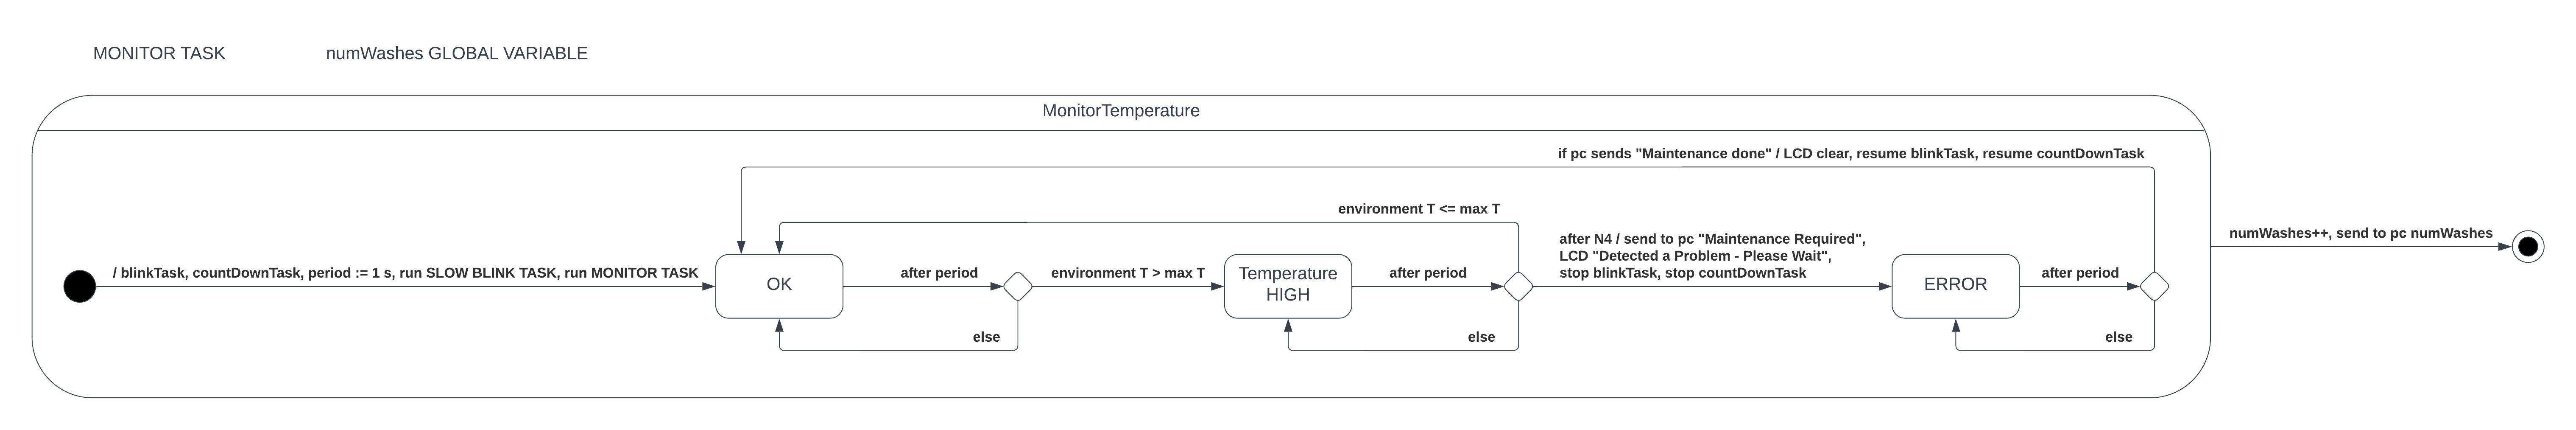 MONITOR TASK
numWashes GLOBAL VARIABLE
MonitorTemperature
if pc sends "Maintenance done" / LCD clear, resume blinkTask, resume countDownTask
environment T <= max T
/ blinkTask, countDownTask, period := 1 s, run SLOW BLINK TASK, run MONITOR TASK
OK
after period
environment T > max T
else
Temperature
HIGH
after period
else
after N4 / send to pc "Maintenance Required",
LCD "Detected a Problem - Please Wait",
stop blinkTask, stop countDownTask
ERROR
after period
else
numWashes++, send to pc numWashes